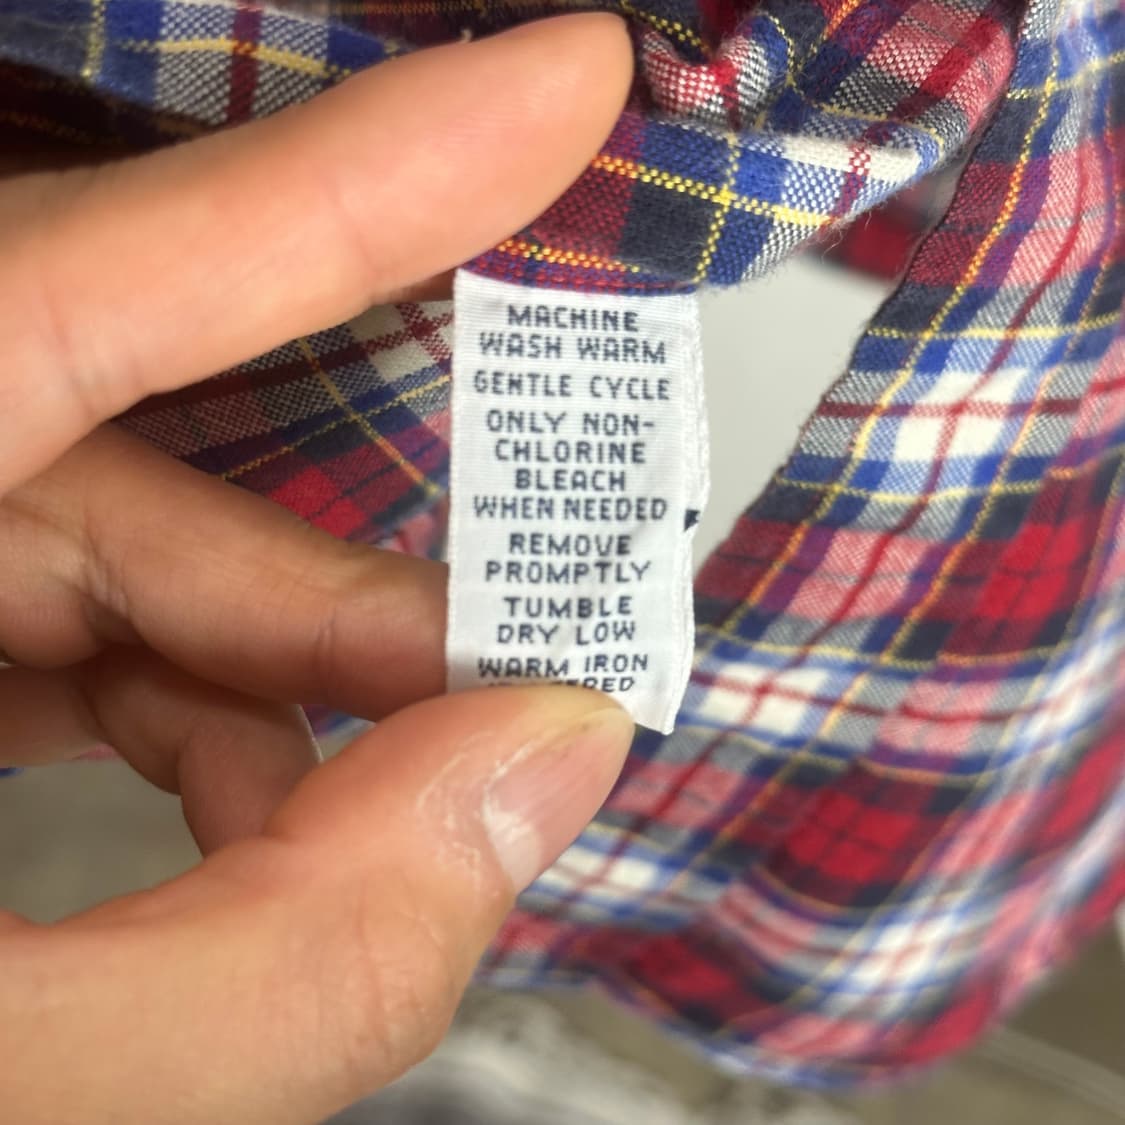 MACHINE
WASH WARM
GENTLE CYCLE
ONLY NON-
CHLORINE
BLEACH
WHEN NEEDED
REMOVE
PROMPTLY
TUMBLE
DRY LOW
WARM IRON